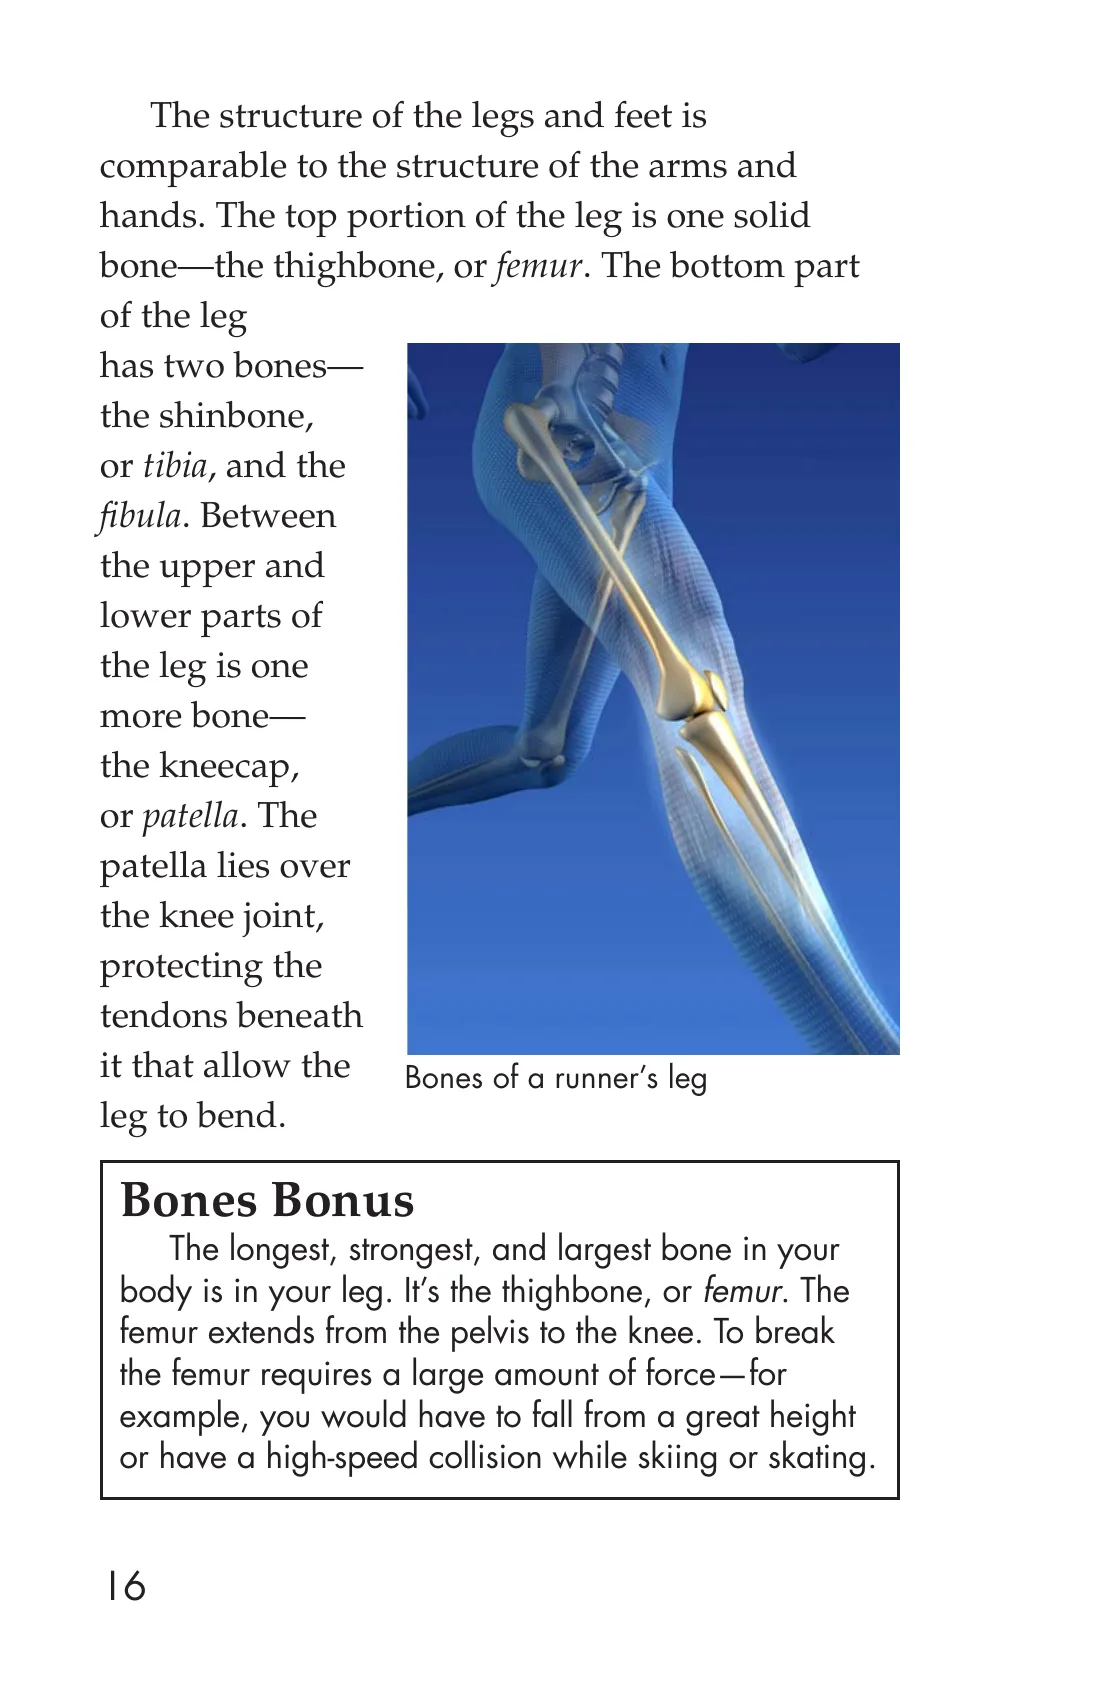 The structure of the legs and feet is
comparable to the structure of the arms and
hands. The top portion of the leg is one solid
bone—the thighbone, or femur. The bottom part
of the leg
has two bones—
the shinbone,
or tibia, and the
fibula. Between
the upper and
lower parts of
the leg is one
more bone—
the kneecap,
or patella. The
patella lies over
the knee joint,
protecting the
tendons beneath
it that allow the
leg to bend.
Bones of a runner’s leg
Bones Bonus
The longest, strongest, and largest bone in your
body is in your leg. It’s the thighbone, or femur. The
femur extends from the pelvis to the knee. To break
the femur requires a large amount of force—for
example, you would have to fall from a great height
or have a high-speed collision while skiing or skating.
16